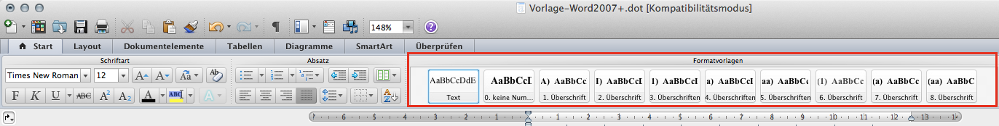 Vorlage-Word2007+.dot [Kompatibilitätsmodus]
148%
Start Layout Dokumentelemente Tabellen Diagramme SmartArt Überprüfen
Schriftart Absatz Formatvorlagen
Times New Roman 12 A A Aa Ab
AaBbCcDdE AaBbCcI A) AaBbCc I) AaBbCcI 1) AaBbCcI a) AaBbCcI aa) AaBbCc (1) AaBbCc (a) AaBbCc (aa) AaBbC
F K U ABC A² A₂ A ABC A
Text 0. keine Num... 1. Überschrift 2. Überschrift 3. Überschriften 4. Überschriften 5. Überschriften 6. Überschrift 7. Überschrift 8. Überschrift
7 6 5 4 3 2 1 1 2 3 4 5 6 7 8 9 10 11 12 13 14